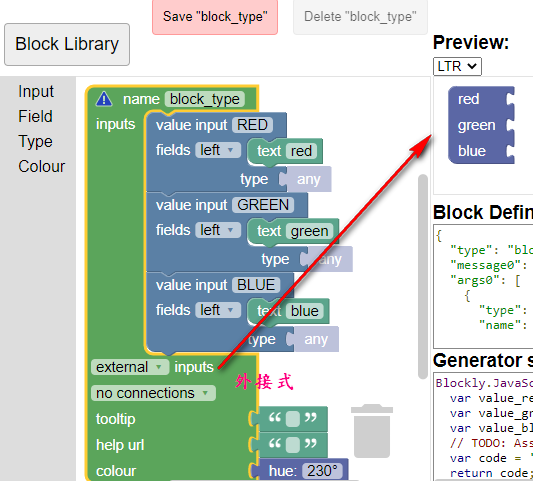 Save "block_type"
Delete "block_type"
Block Library
Preview:
LTR
Input
Field
Type
Colour
name block_type
inputs
value input RED
fields left text red
type any
value input GREEN
fields left text green
type any
value input BLUE
fields left text blue
type any
external inputs
外接式
no connections
tooltip “ ”
help url “ ”
colour hue: 230°
red
green
blue
Block Defin
{
"type": "blo
"message0":
"args0": [
{
"type":
"name":
Generator s
Blockly.JavaSc
var value_re
var value_gr
var value_bl
// TODO: Ass
var code = '
return code;